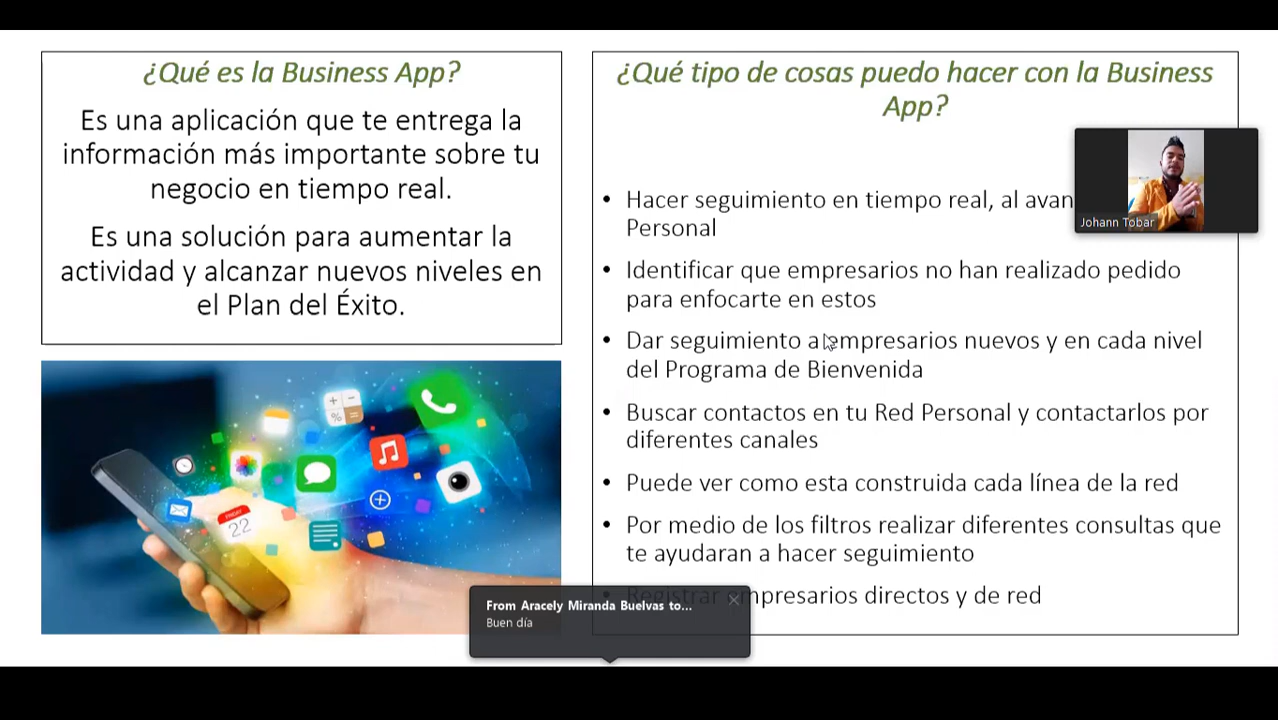 ¿Qué es la Business App?
Es una aplicación que te entrega la
información más importante sobre tu
negocio en tiempo real.
Es una solución para aumentar la
actividad y alcanzar nuevos niveles en
el Plan del Éxito.
FRIDAY
22
¿Qué tipo de cosas puedo hacer con la Business
App?
• Hacer seguimiento en tiempo real, al avan
Personal
• Identificar que empresarios no han realizado pedido
para enfocarte en estos
• Dar seguimiento a empresarios nuevos y en cada nivel
del Programa de Bienvenida
• Buscar contactos en tu Red Personal y contactarlos por
diferentes canales
• Puede ver como esta construida cada línea de la red
• Por medio de los filtros realizar diferentes consultas que
te ayudaran a hacer seguimiento
• Registrar empresarios directos y de red
Johann Tobar
From Aracely Miranda Buelvas to...
Buen día